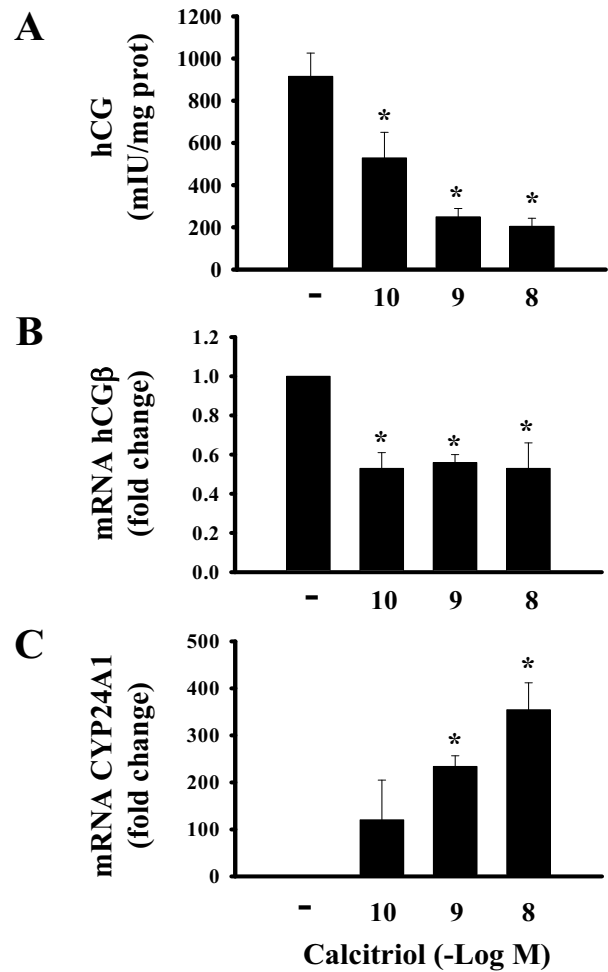 A
hCG
(mIU/mg prot)
1200
1000
800
600
400
200
0
*
*
*
- 10 9 8
B
mRNA hCGβ
(fold change)
1.2
1.0
0.8
0.6
0.4
0.2
0.0
*
*
*
- 10 9 8
C
mRNA CYP24A1
(fold change)
500
400
300
200
100
0
*
*
- 10 9 8
Calcitriol (-Log M)